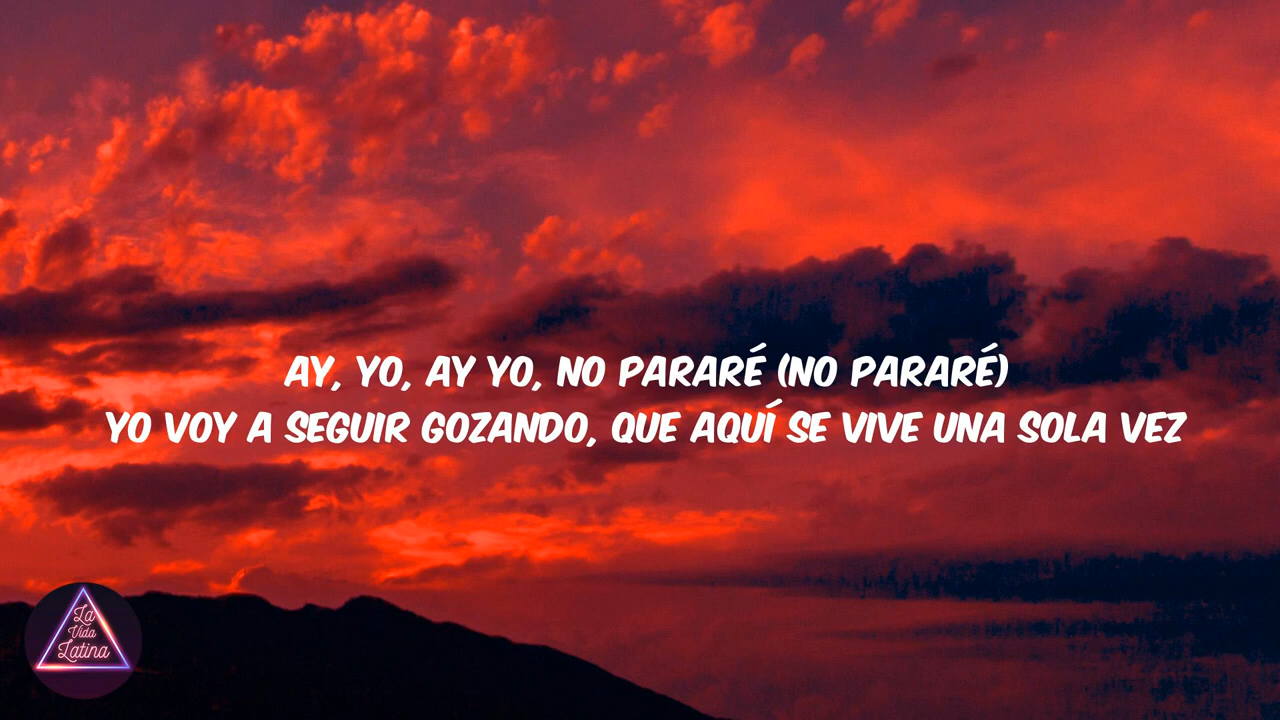 AY, YO, AY YO, NO PARARÉ (NO PARARÉ)
YO VOY A SEGUIR GOZANDO, QUE AQUÍ SE VIVE UNA SOLA VEZ
La
Vida
Latina